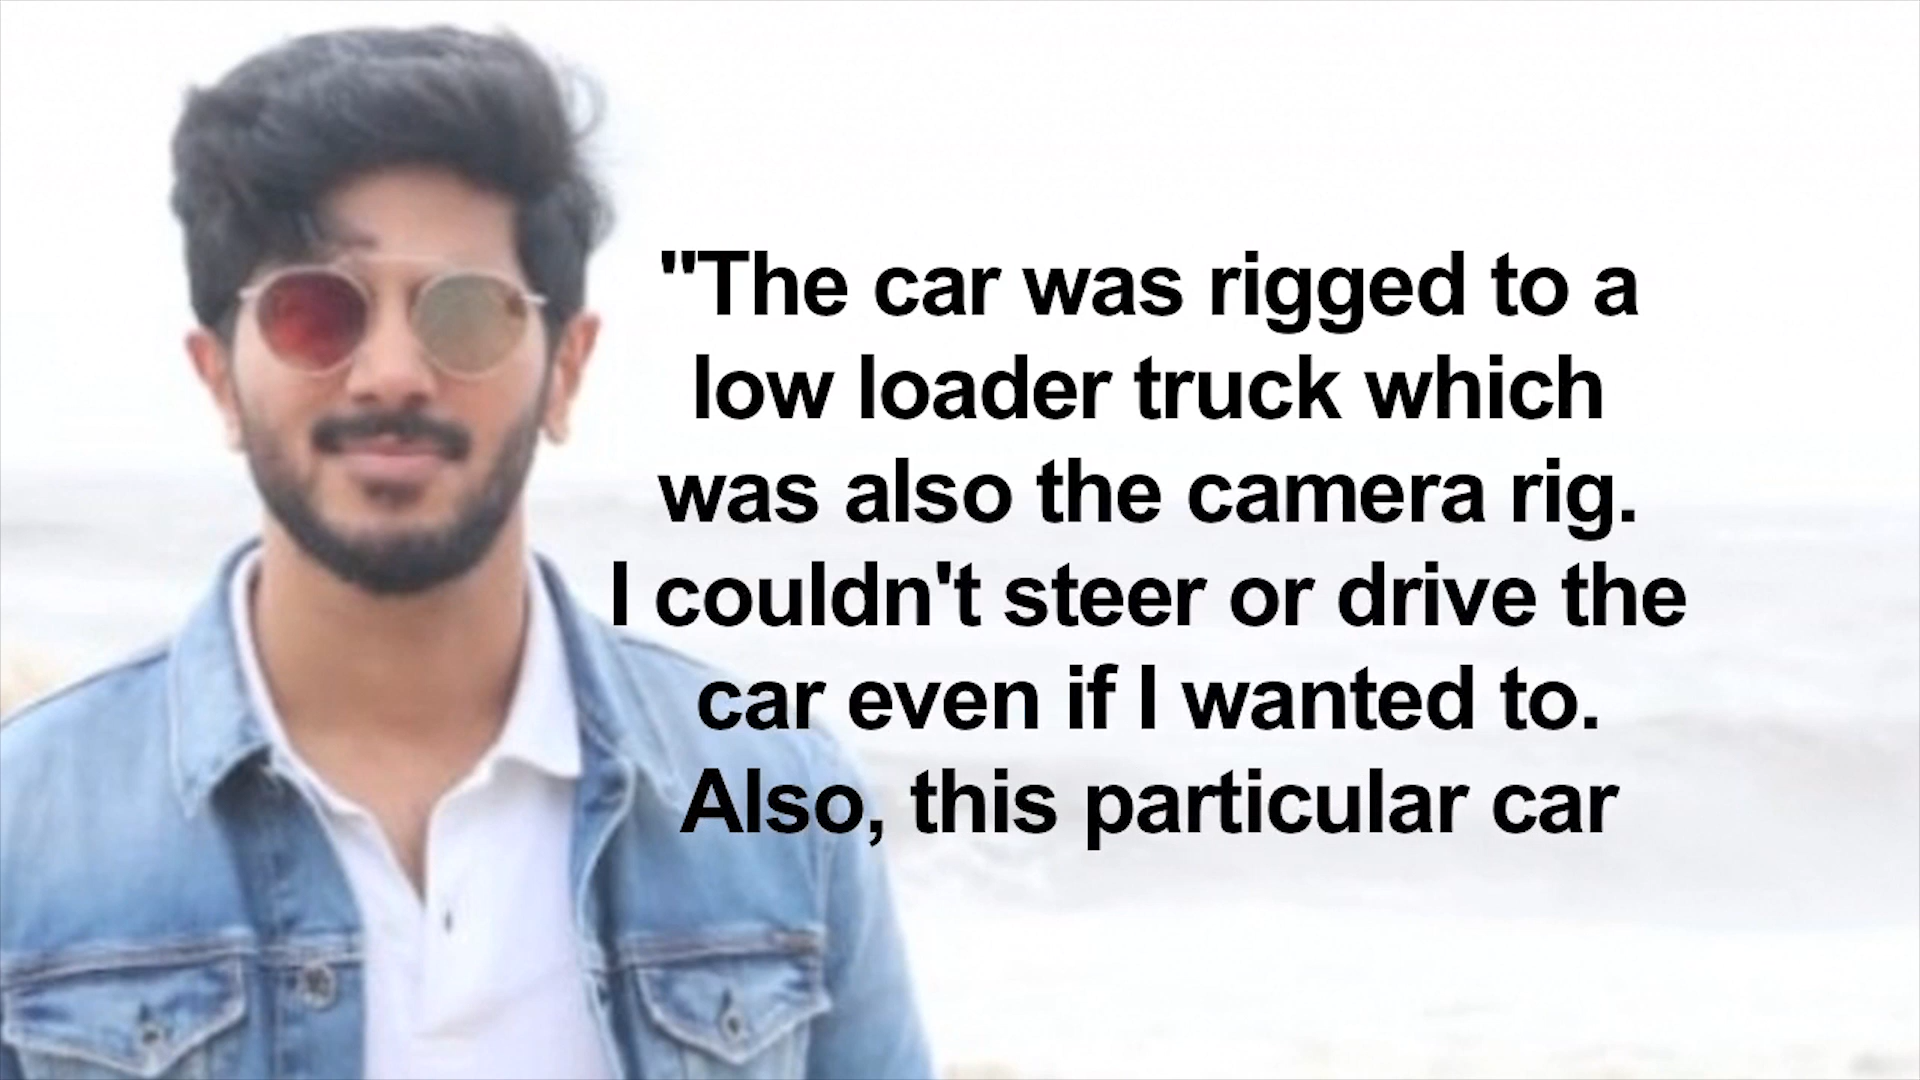 "The car was rigged to a
low loader truck which
was also the camera rig.
I couldn't steer or drive the
car even if I wanted to.
Also, this particular car